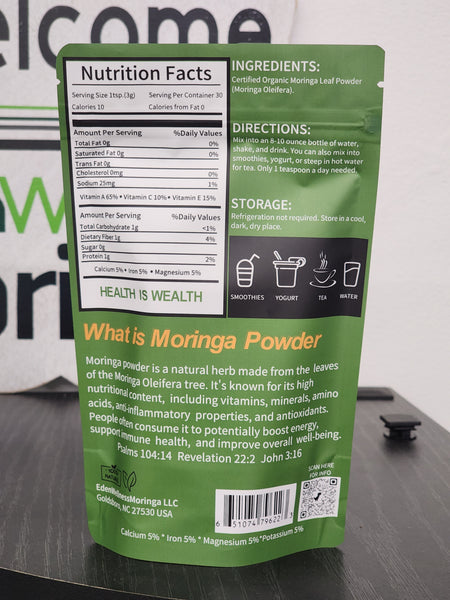 elcome
Nutrition Facts
Serving Size 1tsp.(3g) Serving Per Container 30
Calories 10 Calories from Fat 0
Amount Per Serving %Daily Values
Total Fat 0g 0%
Saturated Fat 0g 0%
Trans Fat 0g
Cholesterol 0mg 0%
Sodium 25mg 1%
Vitamin A 65% • Vitamin C 10% • Vitamin E 15%
Amount Per Serving %Daily Values
Total Carbohydrate 1g <1%
Dietary Fiber 1g 4%
Sugar 0g
Protein 1g 2%
Calcium 5% • Iron 5% • Magnesium 5%
HEALTH IS WEALTH
INGREDIENTS:
Certified Organic Moringa Leaf Powder
(Moringa Oleifera).
DIRECTIONS:
Mix into an 8-10 ounce bottle of water,
shake, and drink. You can also mix into
smoothies, yogurt, or steep in hot water
for tea. Only 1 teaspoon a day needed.
STORAGE:
Refrigeration not required. Store in a cool,
dark, dry place.
SMOOTHIES YOGURT TEA WATER
What is Moringa Powder
Moringa powder is a natural herb made from the leaves
of the Moringa Oleifera tree. It's known for its high
nutritional content, including vitamins, minerals, amino
acids, anti-inflammatory properties, and antioxidants.
People often consume it to potentially boost energy,
support immune health, and improve overall well-being.
Psalms 104:14 Revelation 22:2 John 3:16
EdenWellnessMoringa LLC
Goldsboro, NC 27530 USA
SCAN HERE
FOR INFO
6 51074 79622 3
Calcium 5% * Iron 5% * Magnesium 5% *Potassium 5%